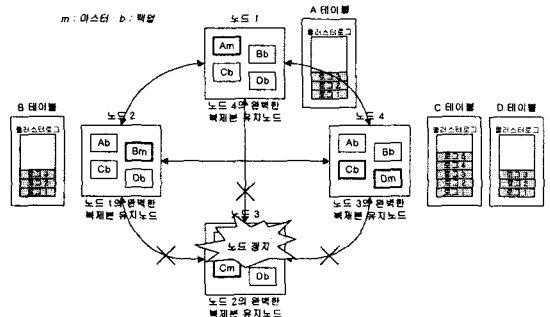 m : 마스터 b : 백업
노드 1
Am
Bb
Cb
Db
노드 4의 완벽한
복제본 유지노드
A 테이블
클러스터로그
B 테이블
클러스터로그
노드 2
Ab
Bm
Cb
Db
노드 1의 완벽한
복제본 유지노드
노드 4
Ab
Bb
Cb
Dm
노드 3의 완벽한
복제본 유지노드
C 테이블
클러스터로그
D 테이블
클러스터로그
노드 3
노드 정지
Cm
Db
노드 2의 완벽한
복제본 유지노드